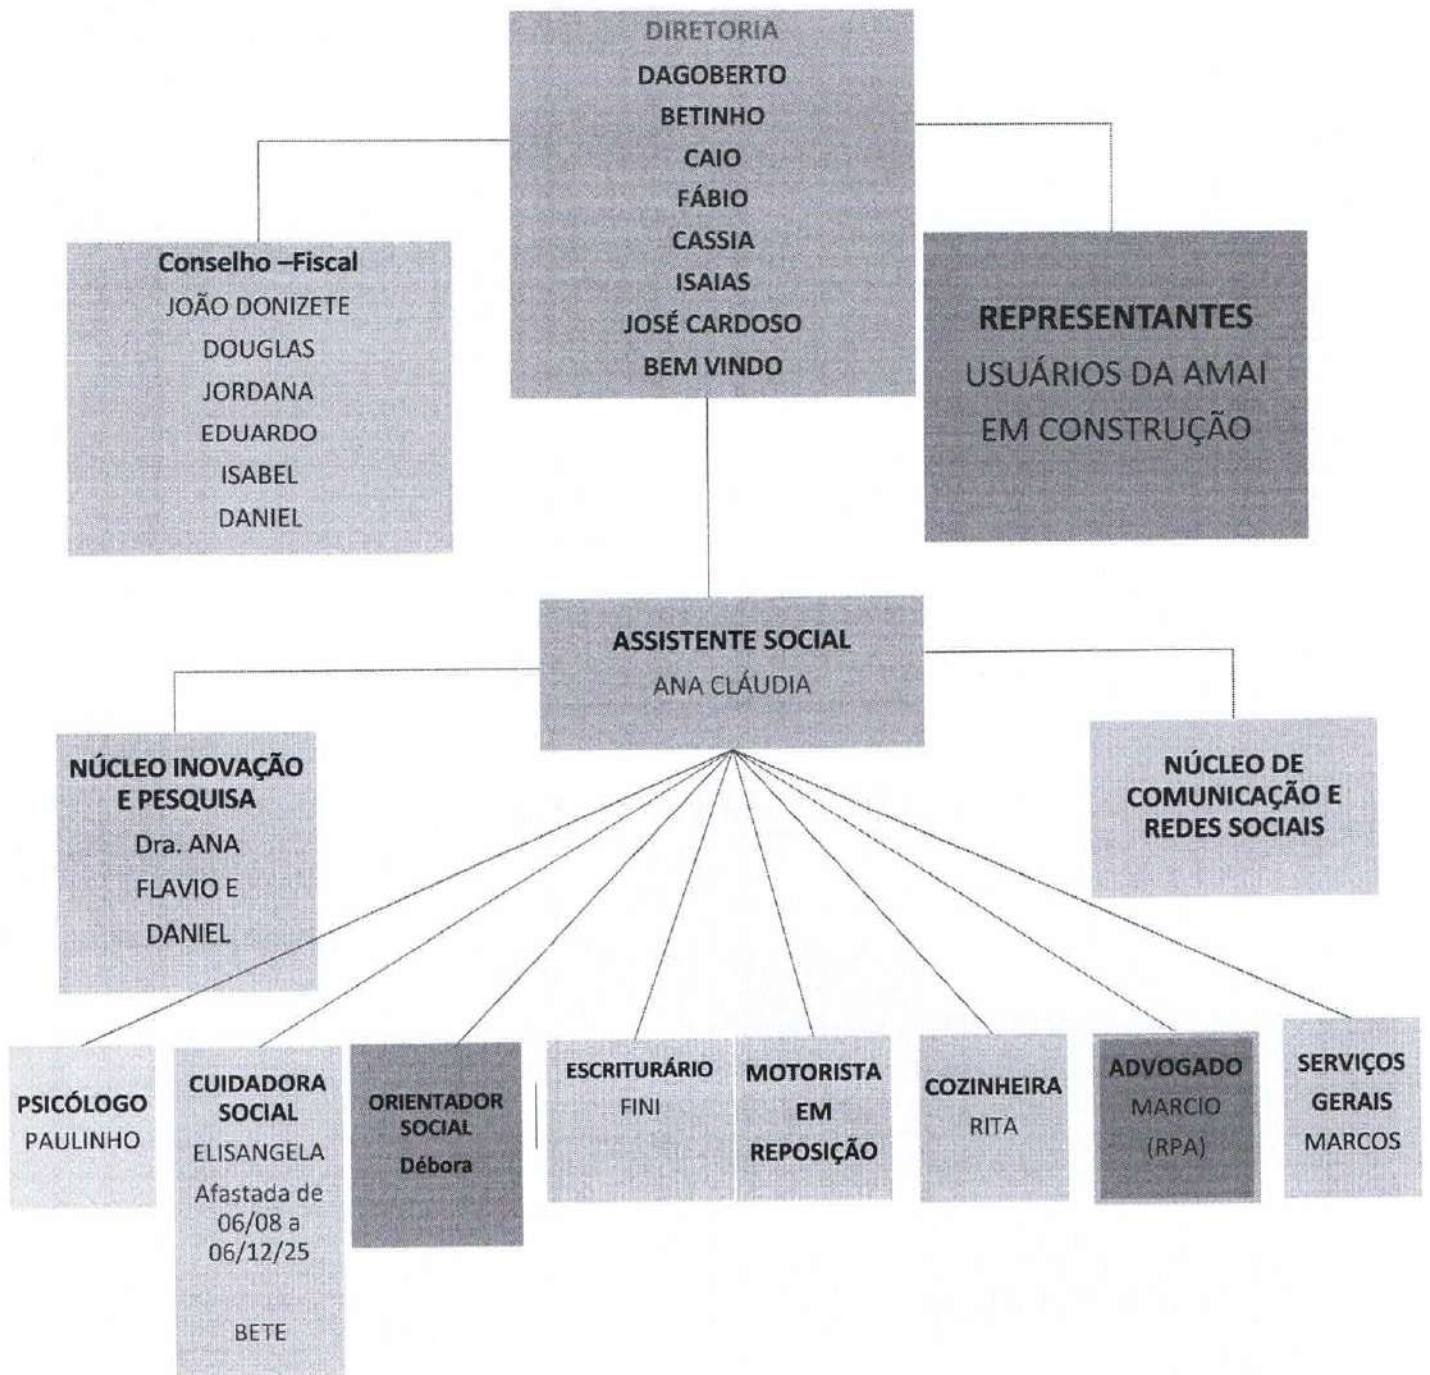 DIRETORIA
DAGOBERTO
BETINHO
CAIO
FÁBIO
CASSIA
ISAIAS
JOSÉ CARDOSO
BEM VINDO
Conselho –Fiscal
JOÃO DONIZETE
DOUGLAS
JORDANA
EDUARDO
ISABEL
DANIEL
REPRESENTANTES
USUÁRIOS DA AMAI
EM CONSTRUÇÃO
ASSISTENTE SOCIAL
ANA CLÁUDIA
NÚCLEO INOVAÇÃO
E PESQUISA
Dra. ANA
FLAVIO E
DANIEL
NÚCLEO DE
COMUNICAÇÃO E
REDES SOCIAIS
PSICÓLOGO
PAULINHO
CUIDADORA
SOCIAL
ELISANGELA
Afastada de
06/08 a
06/12/25
BETE
ORIENTADOR
SOCIAL
Débora
ESCRITURÁRIO
FINI
MOTORISTA
EM
REPOSIÇÃO
COZINHEIRA
RITA
ADVOGADO
MARCIO
(RPA)
SERVIÇOS
GERAIS
MARCOS